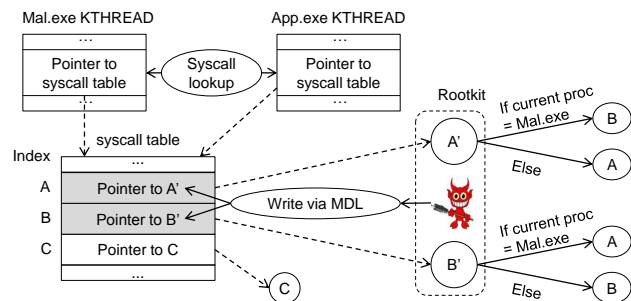 Mal.exe KTHREAD
App.exe KTHREAD
...
Pointer to
syscall table
...
Syscall
lookup
...
Pointer to
syscall table
...
Rootkit
syscall table
Index
...
A
Pointer to A'
B
Pointer to B'
C
Pointer to C
...
Write via MDL
A'
If current proc
= Mal.exe
B
Else
A
B'
If current proc
= Mal.exe
A
Else
B
C